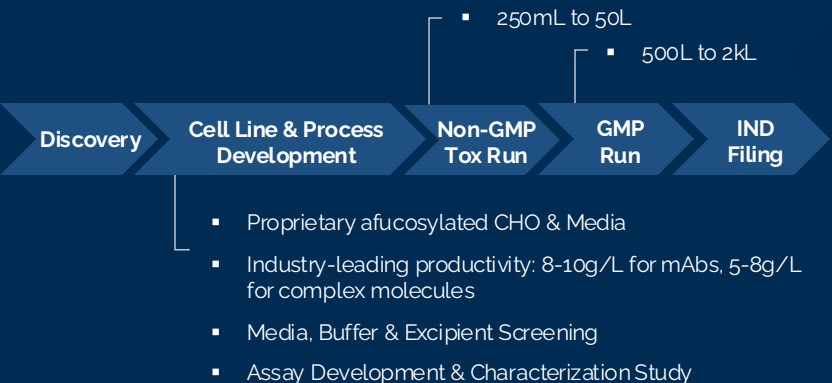 ▪ 250mL to 50L
▪ 500L to 2kL
Discovery
Cell Line & Process
Development
Non-GMP
Tox Run
GMP
Run
IND
Filing
▪ Proprietary afucosylated CHO & Media
▪ Industry-leading productivity: 8-10g/L for mAbs, 5-8g/L
for complex molecules
▪ Media, Buffer & Excipient Screening
▪ Assay Development & Characterization Study